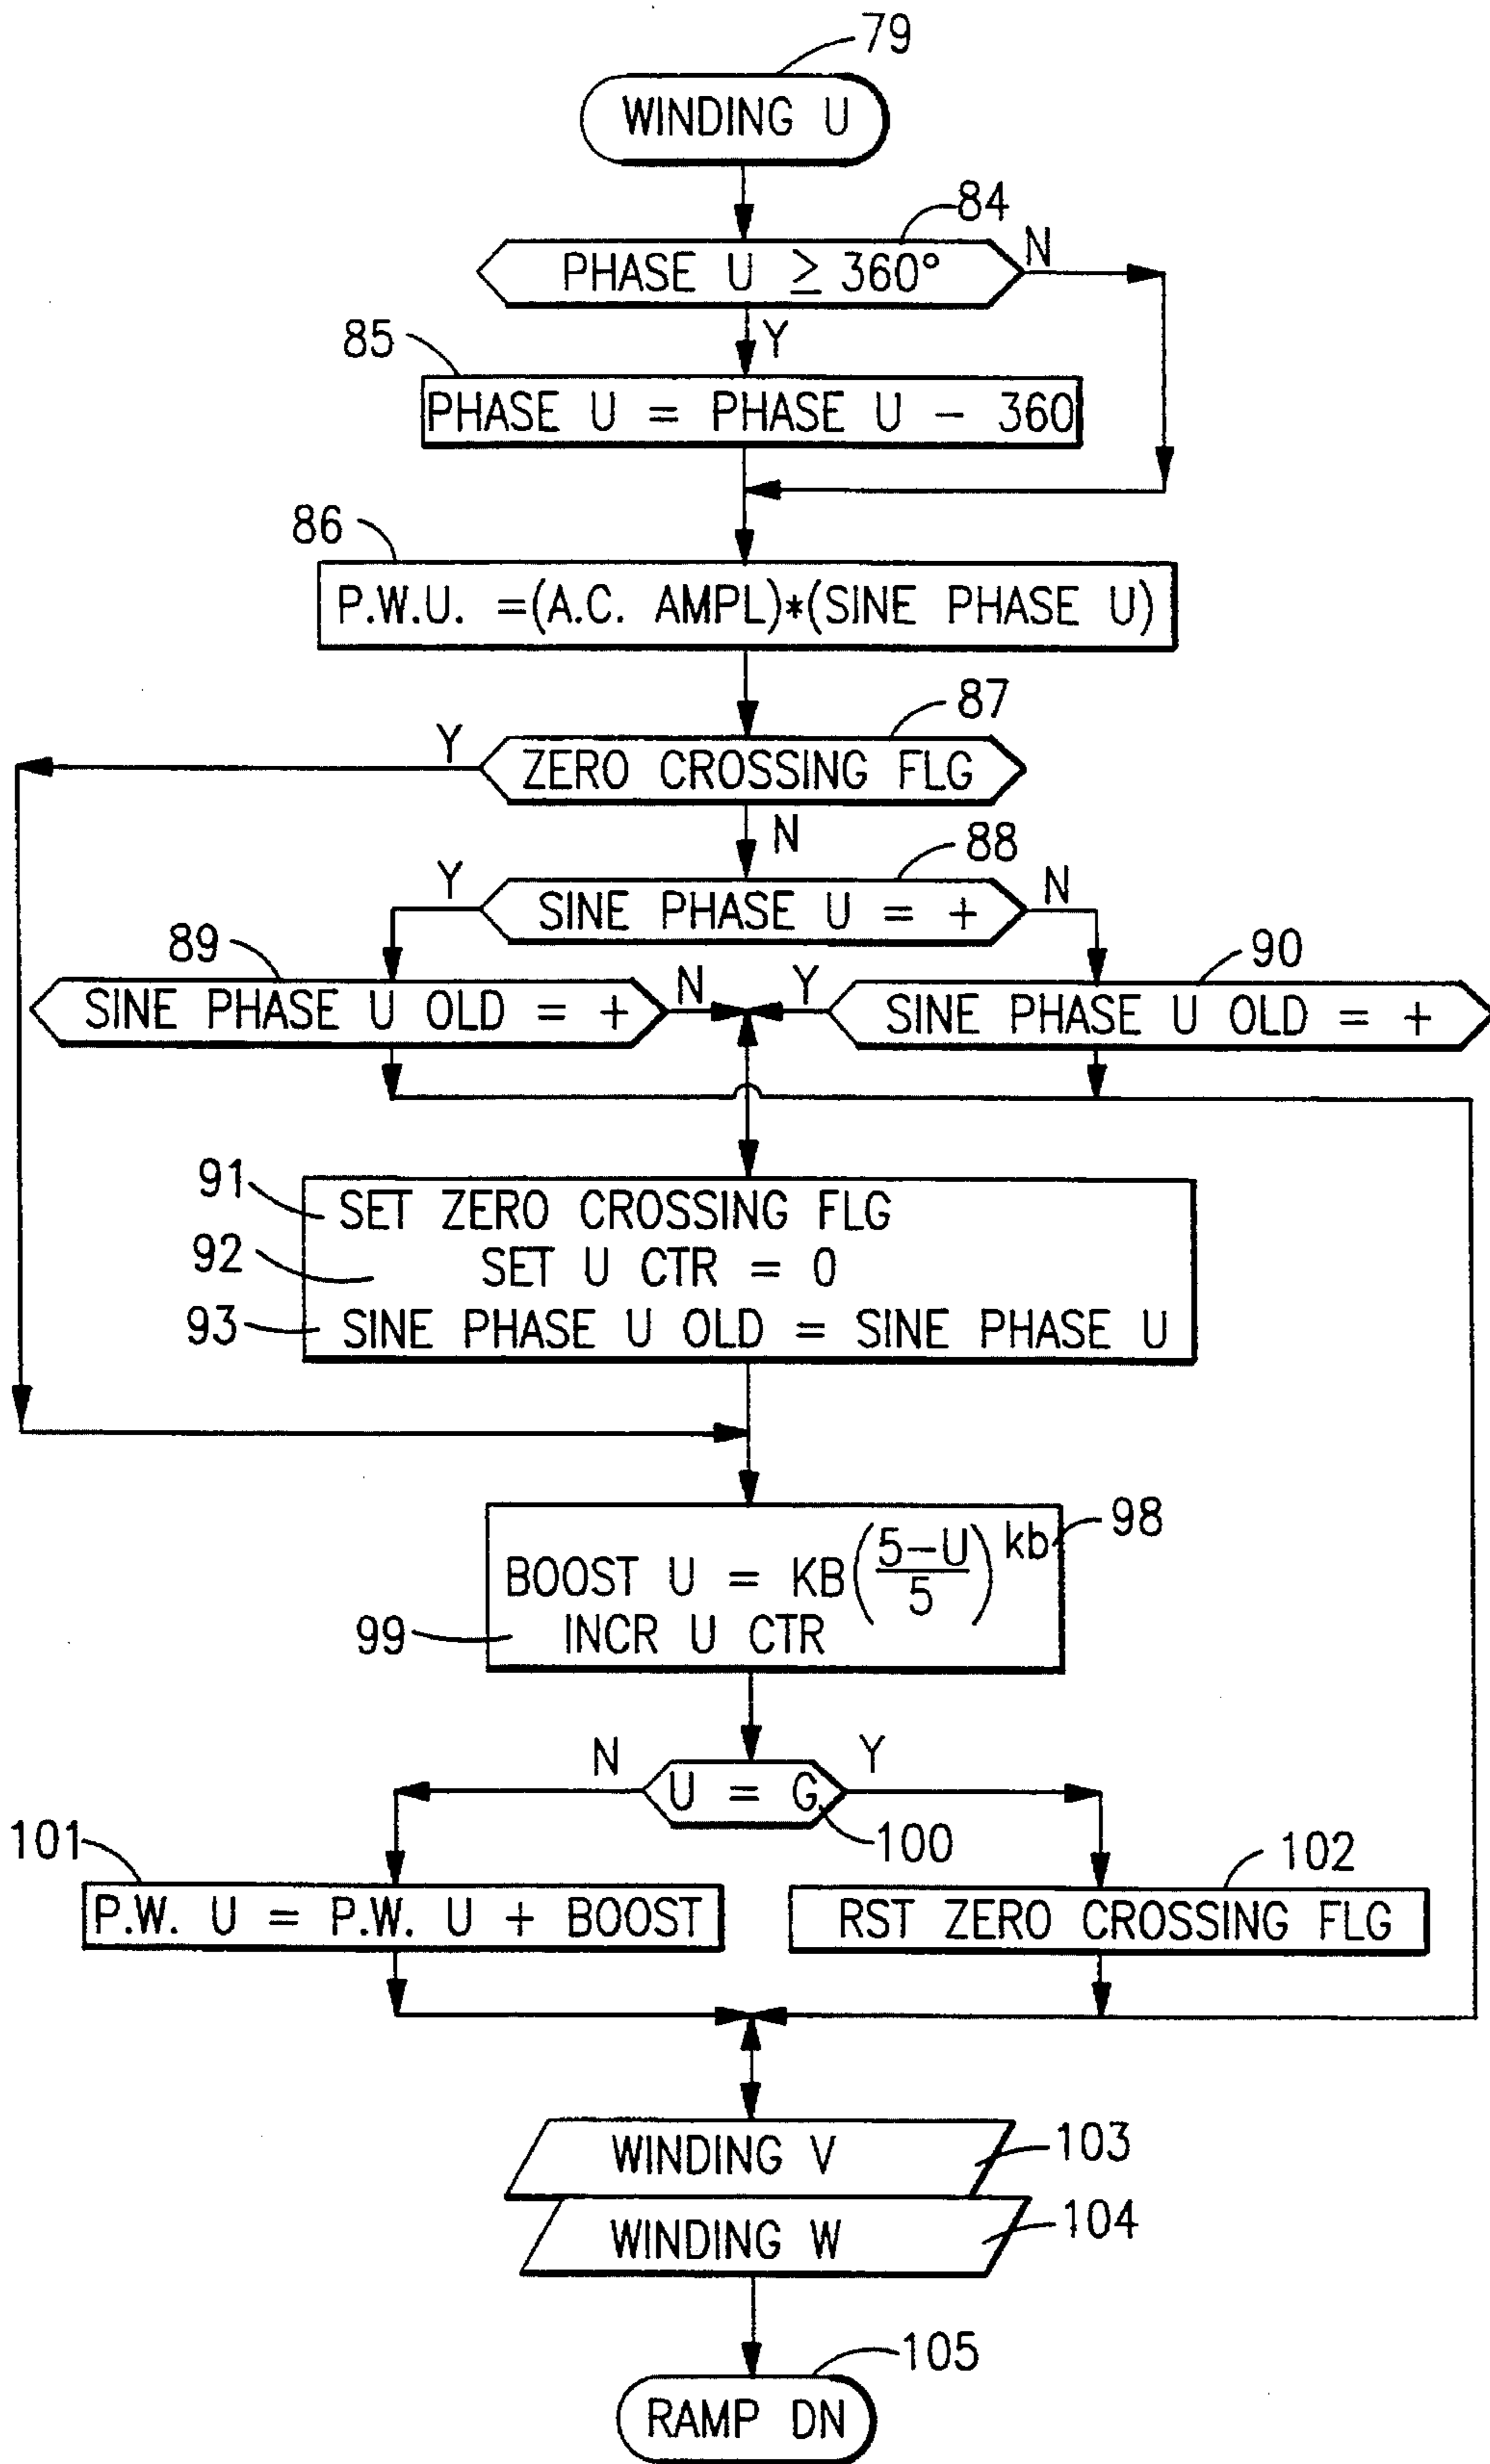 79
WINDING U
84
PHASE U ≥ 360°
N
Y
85
PHASE U = PHASE U - 360
86
P.W.U. =(A.C. AMPL)*(SINE PHASE U)
87
Y
ZERO CROSSING FLG
N
88
Y
SINE PHASE U = +
N
89
SINE PHASE U OLD = +
N
Y
90
SINE PHASE U OLD = +
91
SET ZERO CROSSING FLG
92
SET U CTR = 0
93
SINE PHASE U OLD = SINE PHASE U
98
BOOST U = KB(5-U/5)kb
99
INCR U CTR
N
U = G
Y
100
101
P.W. U = P.W. U + BOOST
102
RST ZERO CROSSING FLG
WINDING V
103
WINDING W
104
105
RAMP DN